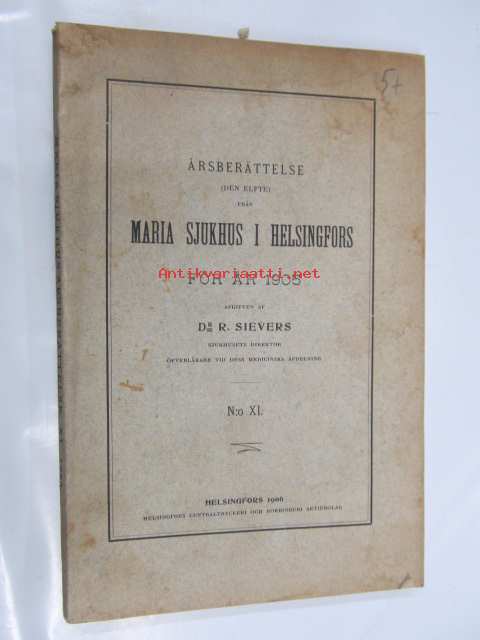 5+
ÅRSBERÄTTELSE
(DEN ELFTE)
FRÅN
MARIA SJUKHUS I HELSINGFORS
Antikvariaatti.net
FÖR ÅR 1905
AFGIFVEN AF
DR R. SIEVERS
SJUKHUSETS DIREKTOR
ÖFVERLÄKARE VID DESS MEDICINSKA AFDELNING
N:o XI.
HELSINGFORS 1906
HELSINGFORS CENTRALTRYCKERI OCH BOKBINDERI AKTIEBOLAG